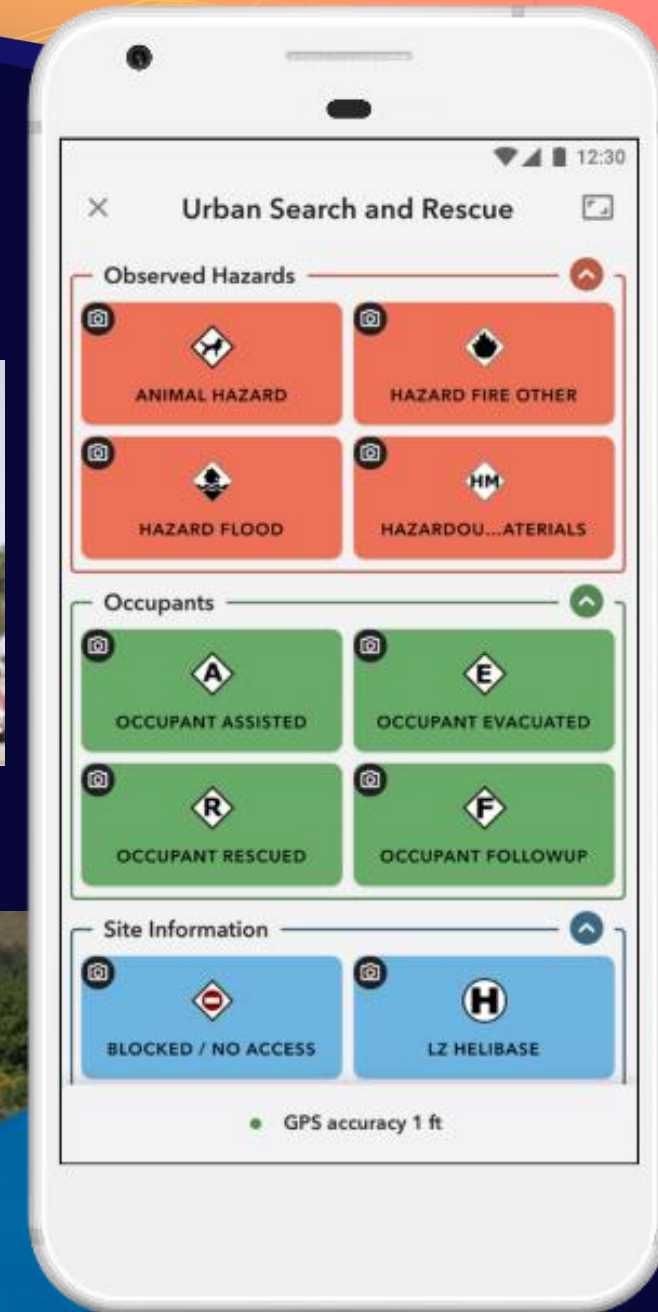 12:30
Urban Search and Rescue
Observed Hazards
ANIMAL HAZARD
HAZARD FIRE OTHER
HAZARD FLOOD
HM
HAZARDOU...ATERIALS
Occupants
A
E
OCCUPANT ASSISTED
OCCUPANT EVACUATED
R
F
OCCUPANT RESCUED
OCCUPANT FOLLOWUP
Site Information
H
BLOCKED / NO ACCESS
LZ HELIBASE
GPS accuracy 1 ft